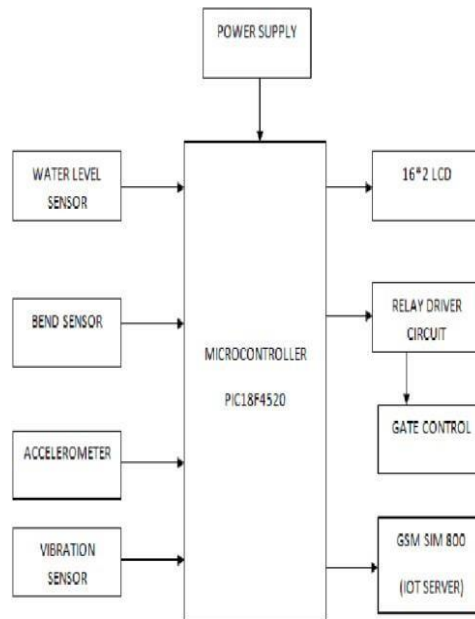 POWER SUPPLY
WATER LEVEL
SENSOR
BEND SENSOR
ACCELEROMETER
VIBRATION
SENSOR
MICROCONTROLLER
PIC18F4520
16*2 LCD
RELAY DRIVER
CIRCUIT
GATE CONTROL
GSM SIM 800
(IOT SERVER)